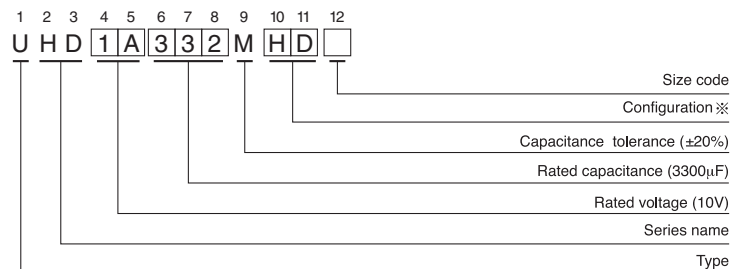 1 2 3 4 5 6 7 8 9 10 11 12
U H D 1 A 3 3 2 M H D
Size code
Configuration ※
Capacitance tolerance (±20%)
Rated capacitance (3300μF)
Rated voltage (10V)
Series name
Type